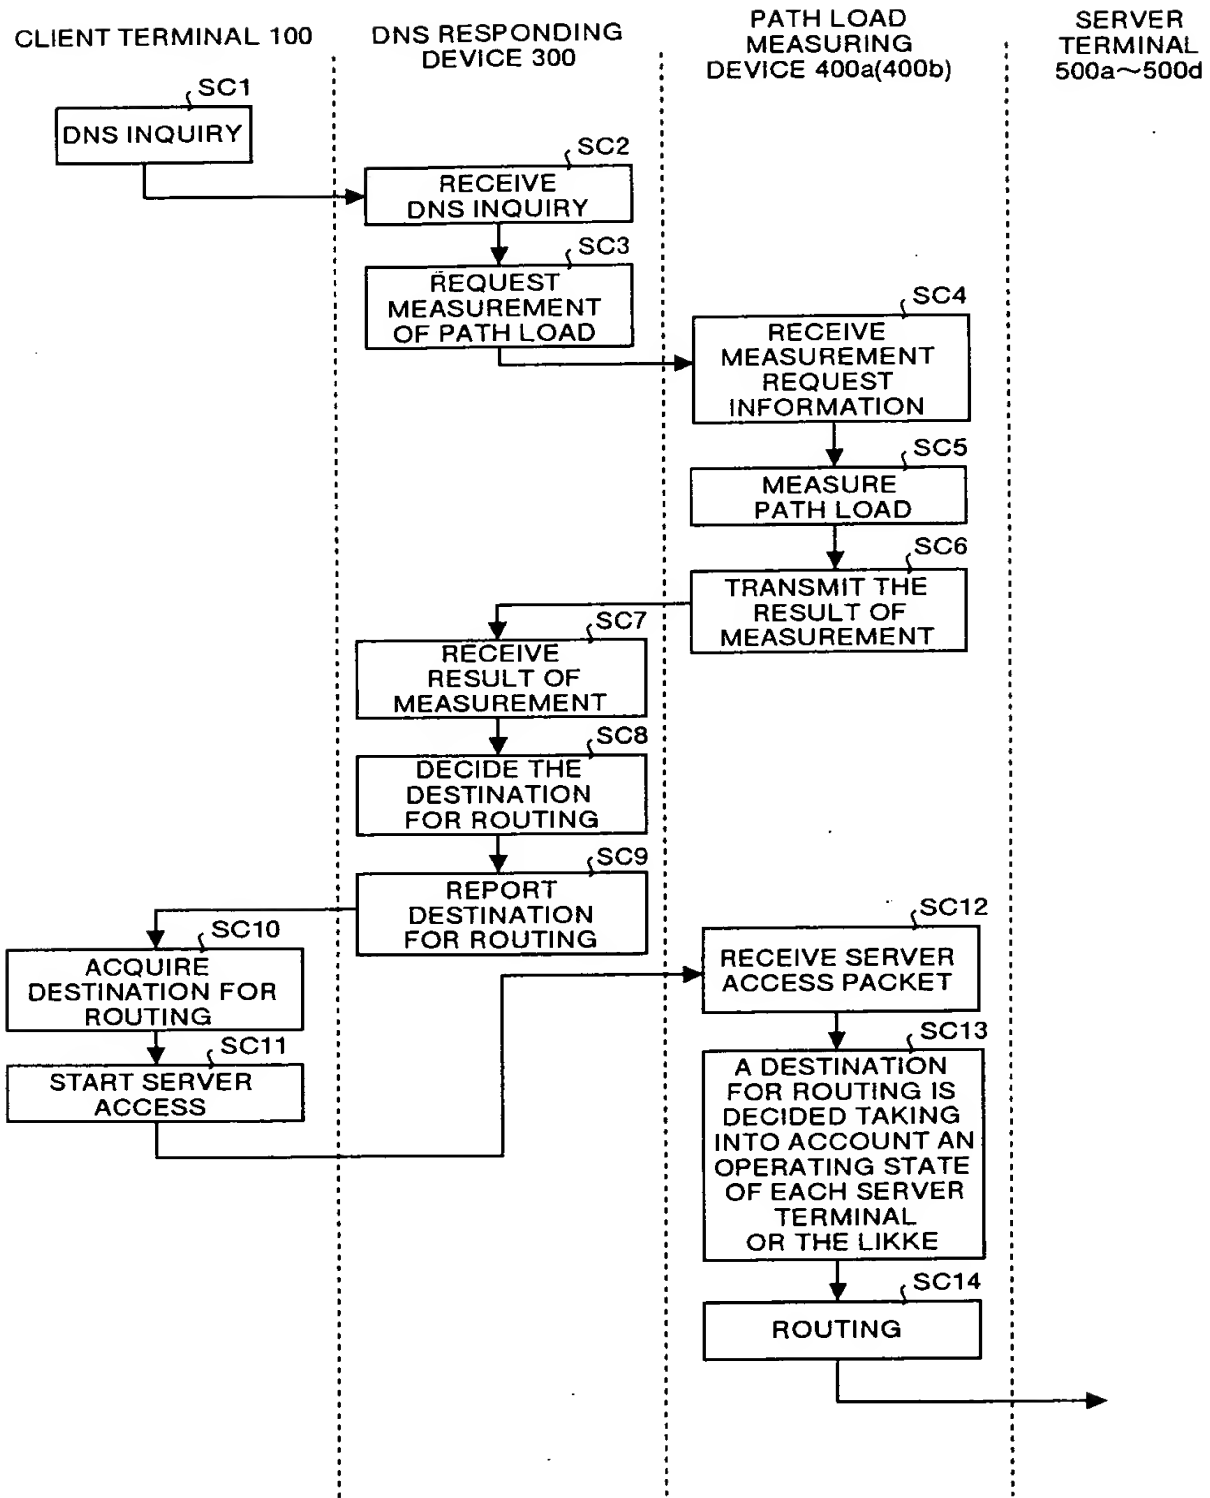 CLIENT TERMINAL 100
DNS RESPONDING
DEVICE 300
PATH LOAD
MEASURING
DEVICE 400a(400b)
SERVER
TERMINAL
500a～500d
SC1
DNS INQUIRY
SC2
RECEIVE
DNS INQUIRY
SC3
REQUEST
MEASUREMENT
OF PATH LOAD
SC4
RECEIVE
MEASUREMENT
REQUEST
INFORMATION
SC5
MEASURE
PATH LOAD
SC6
TRANSMIT THE
RESULT OF
MEASUREMENT
SC7
RECEIVE
RESULT OF
MEASUREMENT
SC8
DECIDE THE
DESTINATION
FOR ROUTING
SC9
REPORT
DESTINATION
FOR ROUTING
SC10
ACQUIRE
DESTINATION FOR
ROUTING
SC11
START SERVER
ACCESS
SC12
RECEIVE SERVER
ACCESS PACKET
SC13
A DESTINATION
FOR ROUTING IS
DECIDED TAKING
INTO ACCOUNT AN
OPERATING STATE
OF EACH SERVER
TERMINAL
OR THE LIKKE
SC14
ROUTING